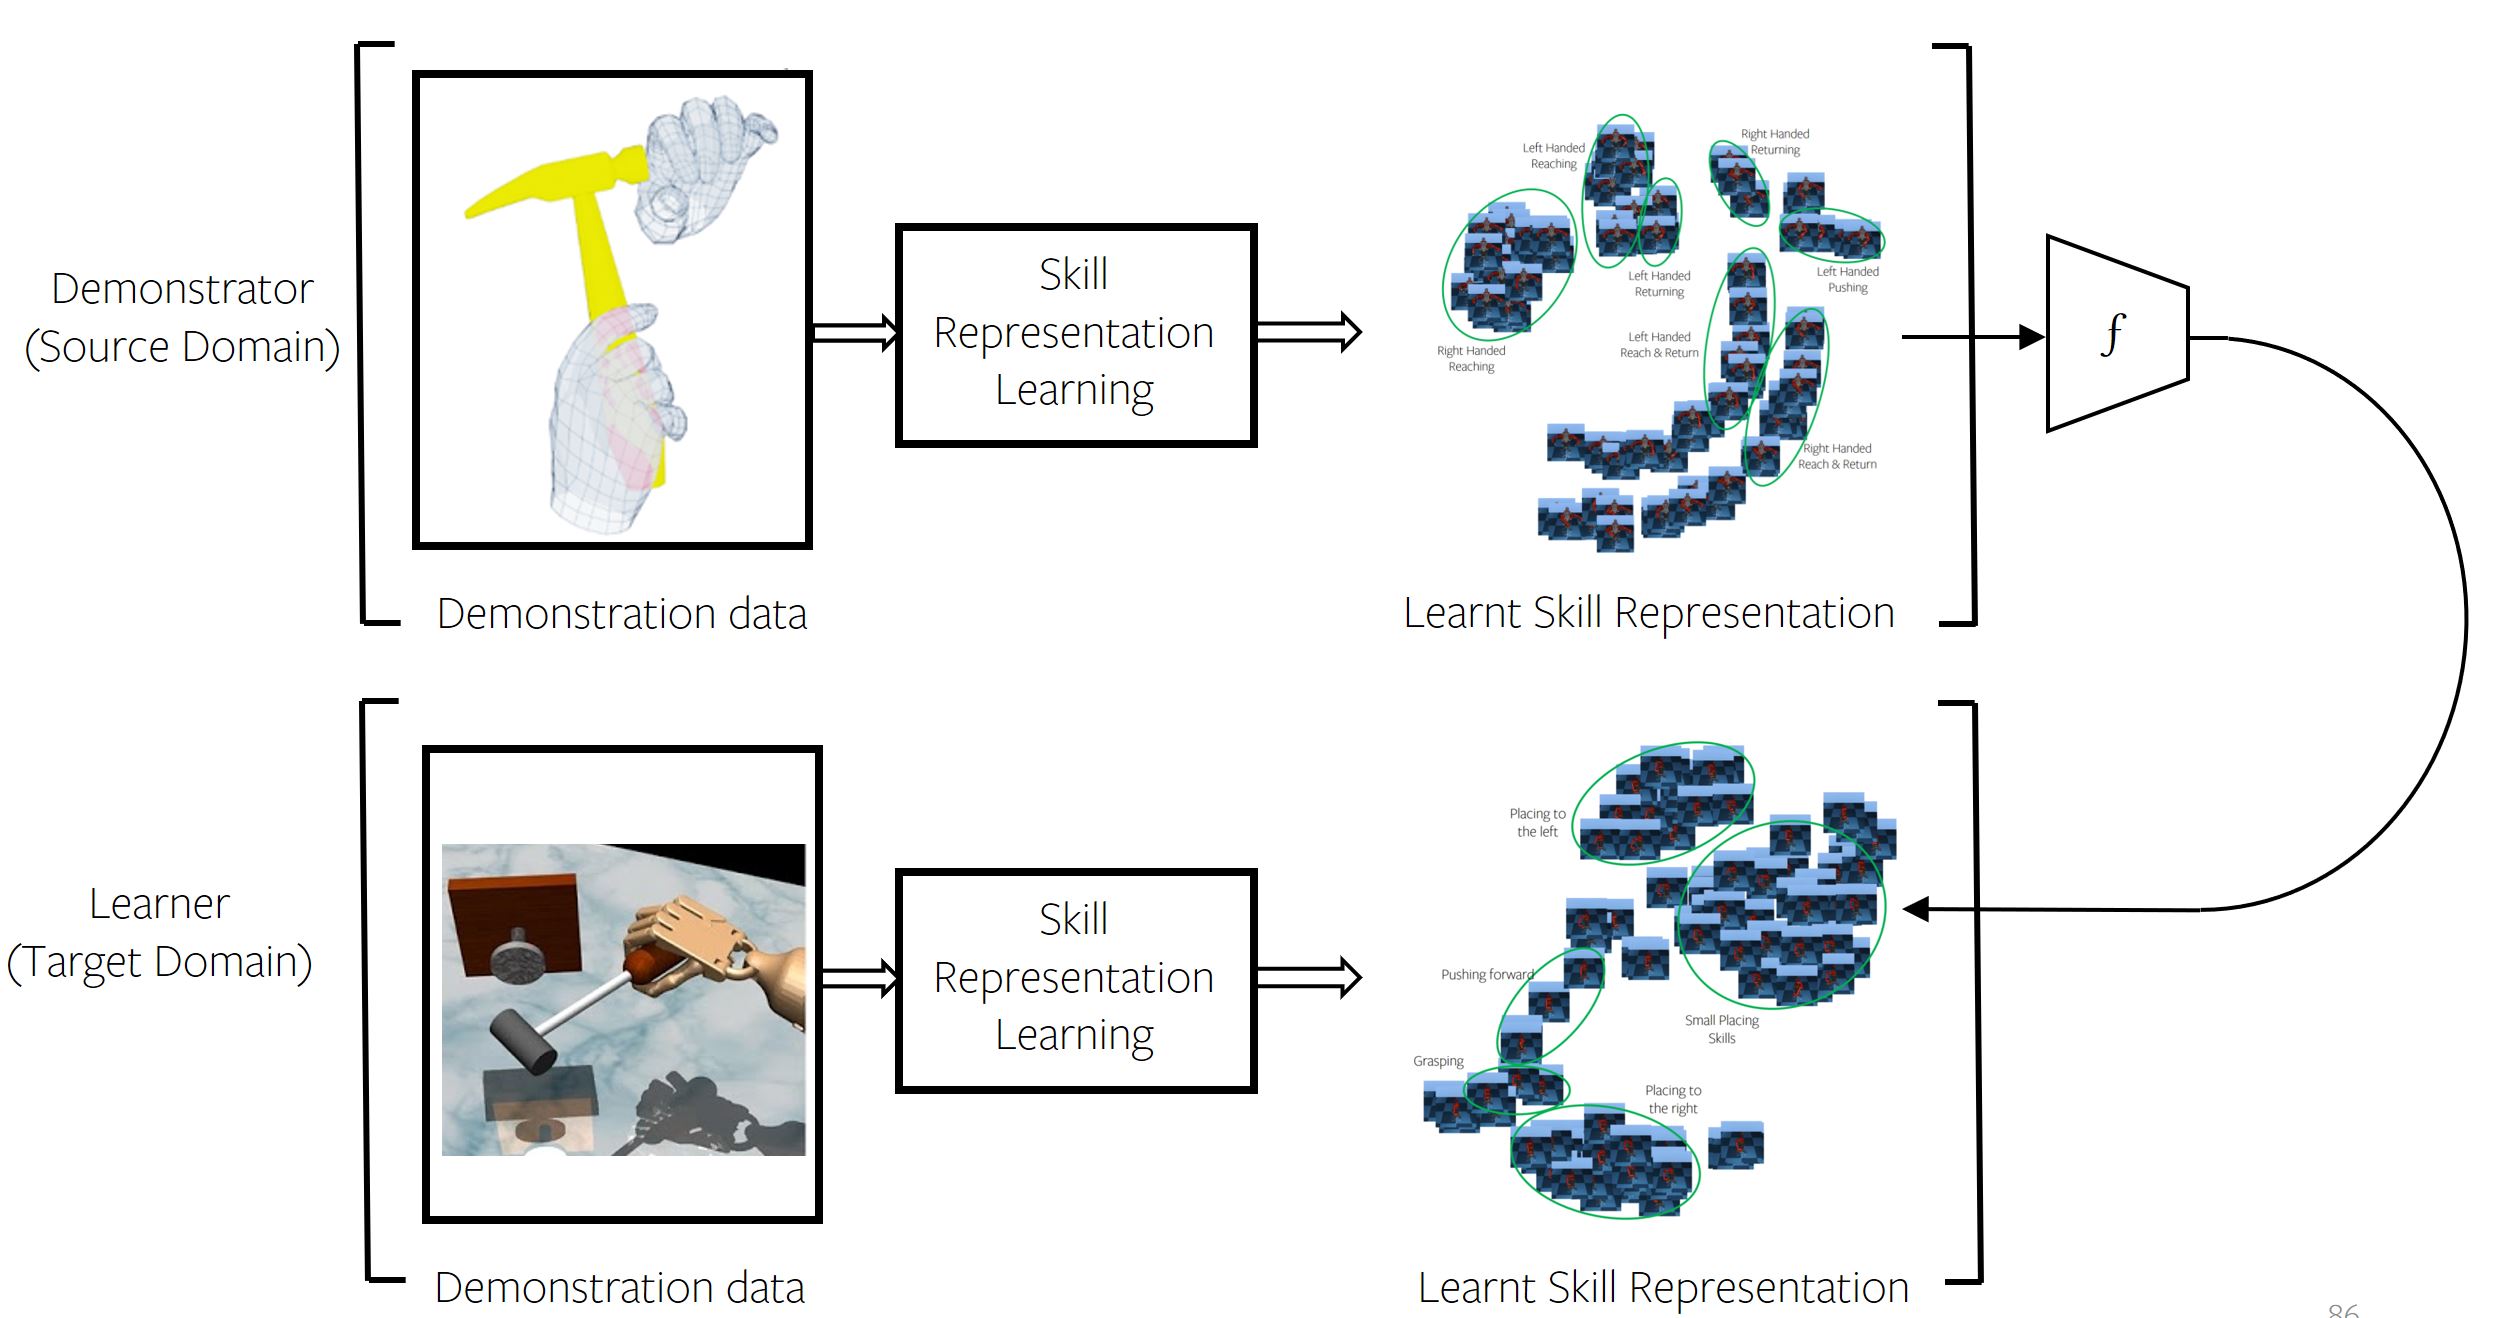 Demonstrator
(Source Domain)
Demonstration data
Skill
Representation
Learning
Left Handed
Reaching
Right Handed
Returning
Left Handed
Returning
Left Handed
Pushing
Right Handed
Reaching
Left Handed
Reach & Return
Right Handed
Reach & Return
Learnt Skill Representation
f
Learner
(Target Domain)
Demonstration data
Skill
Representation
Learning
Placing to
the left
Pushing forward
Small Placing
Skills
Grasping
Placing to
the right
Learnt Skill Representation
86